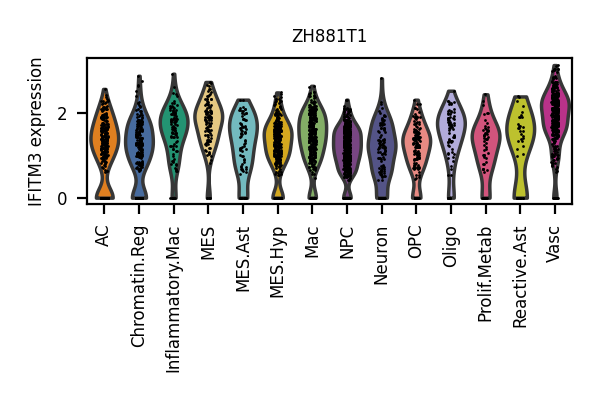 ZH881T1
IFITM3 expression
2
0
AC
Chromatin.Reg
Inflammatory.Mac
MES
MES.Ast
MES.Hyp
Mac
NPC
Neuron
OPC
Oligo
Prolif.Metab
Reactive.Ast
Vasc